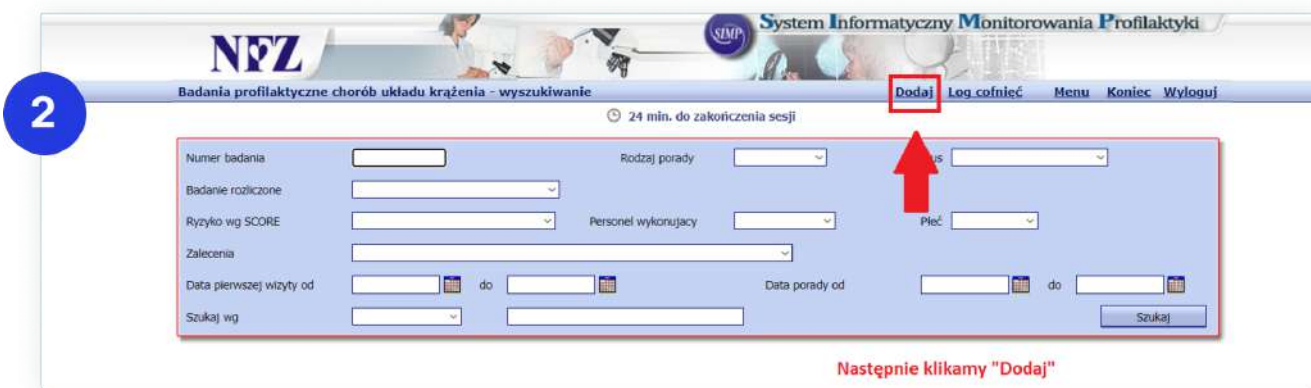 NFZ
SIMP System Informatyczny Monitorowania Profilaktyki
2
Badania profilaktyczne chorób układu krążenia - wyszukiwanie Dodaj Log cofnięć Menu Koniec Wyloguj
24 min. do zakończenia sesji
Numer badania Rodzaj porady
Badanie rozliczone
Ryzyko wg SCORE Personel wykonujacy Płeć
Zalecenia
Data pierwszej wizyty od do Data porady od do
Szukaj wg Szukaj
Następnie klikamy "Dodaj"